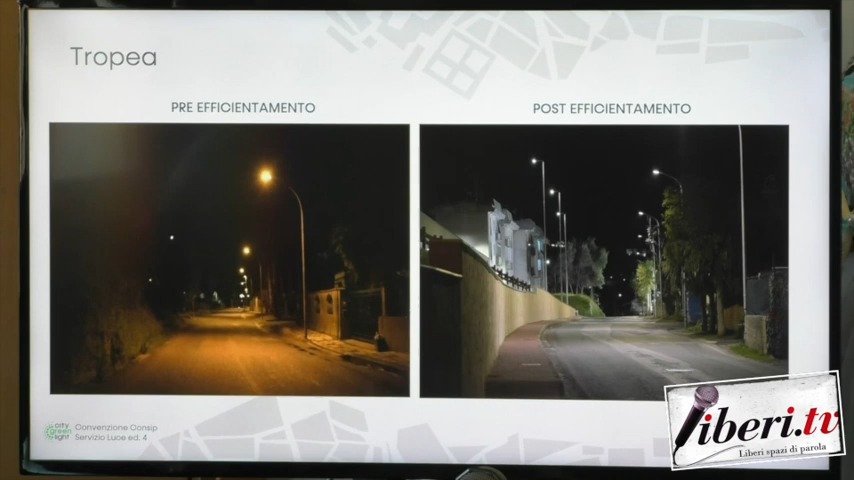 Tropea
PRE EFFICIENTAMENTO
POST EFFICIENTAMENTO
city
green
light
Convenzione Consip
Servizio Luce ed. 4
liberi.tv
Liberi spazi di parola